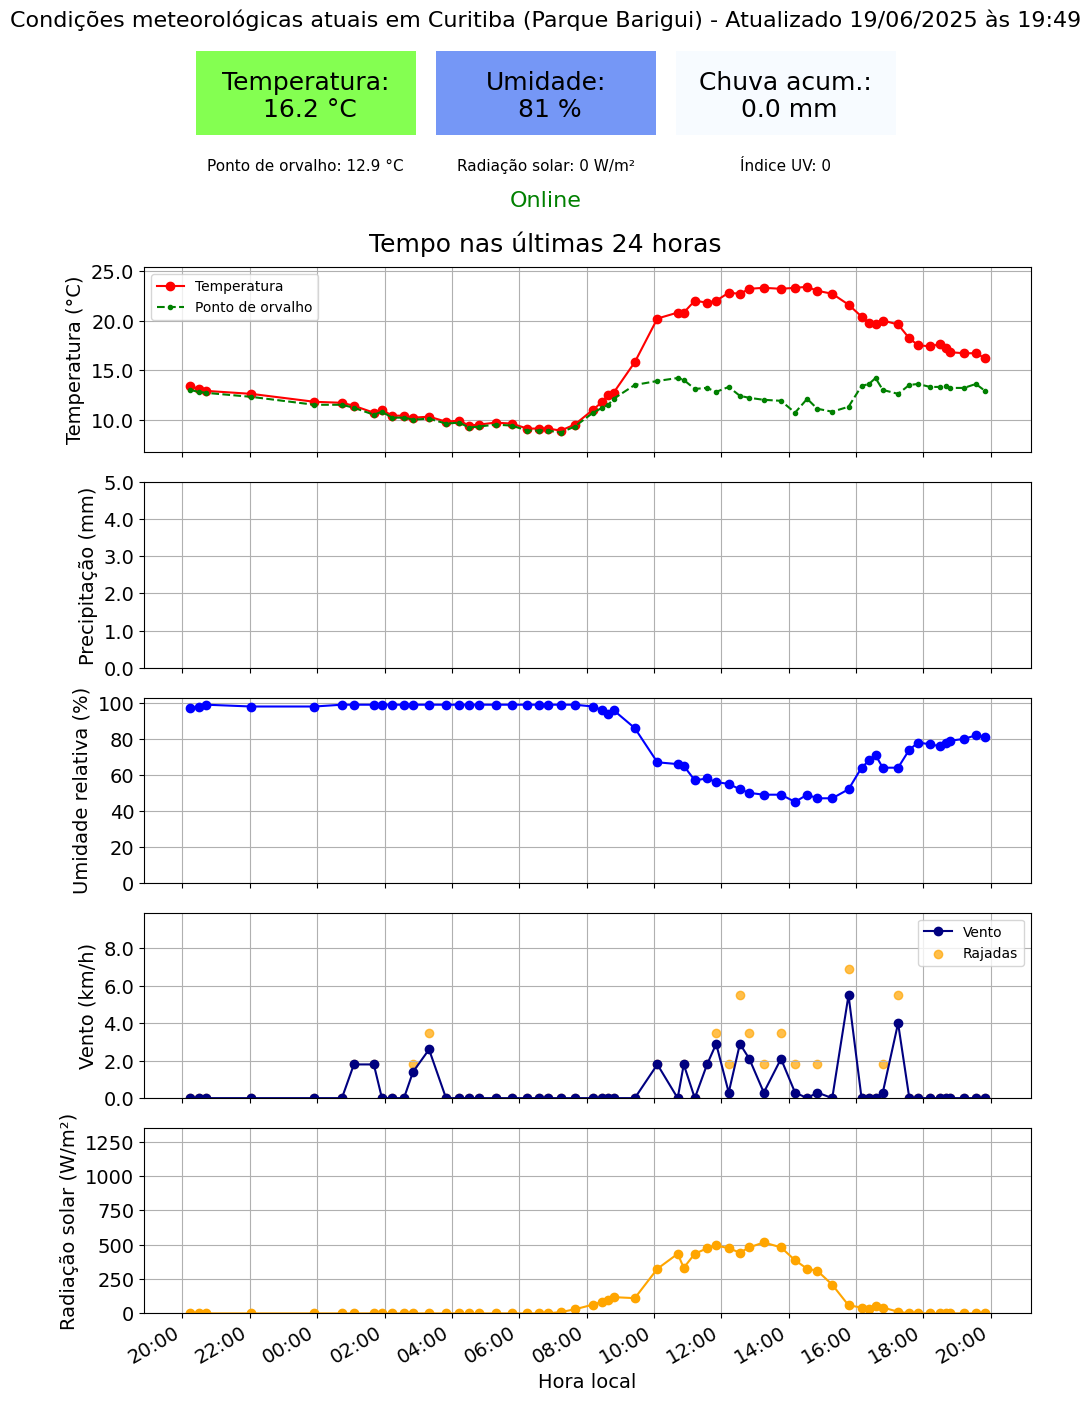 Condições meteorológicas atuais em Curitiba (Parque Barigui) - Atualizado 19/06/2025 às 19:49
Temperatura:
16.2 °C
Umidade:
81 %
Chuva acum.:
0.0 mm
Ponto de orvalho: 12.9 °C
Radiação solar: 0 W/m²
Índice UV: 0
Online
Tempo nas últimas 24 horas
Temperatura (°C)
25.0
20.0
15.0
10.0
Temperatura
Ponto de orvalho
Precipitação (mm)
5.0
4.0
3.0
2.0
1.0
0.0
Umidade relativa (%)
100
80
60
40
20
0
Vento (km/h)
8.0
6.0
4.0
2.0
0.0
Vento
Rajadas
Radiação solar (W/m²)
1250
1000
750
500
250
0
20:00
22:00
00:00
02:00
04:00
06:00
08:00
10:00
12:00
14:00
16:00
18:00
20:00
Hora local